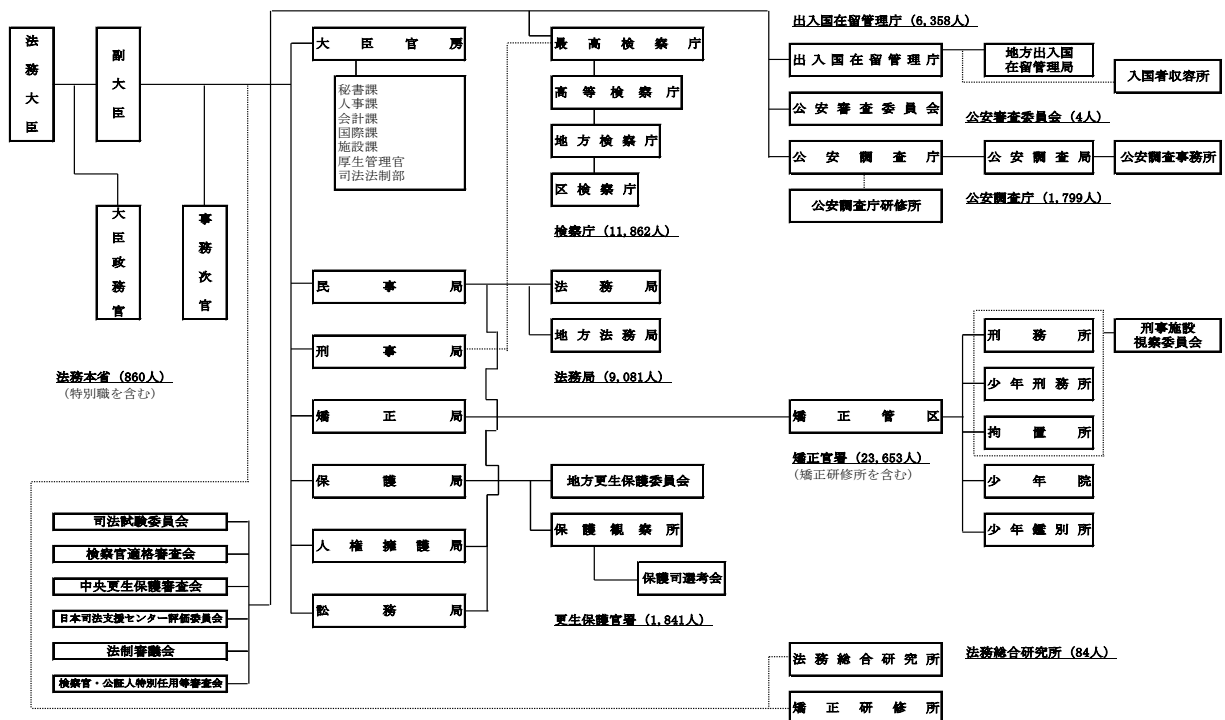 法務大臣
副大臣
大臣政務官
事務次官
法務本省 (860人)
(特別職を含む)
大臣官房
秘書課
人事課
会計課
国際課
施設課
厚生管理官
司法法制部
民事局
刑事局
矯正局
保護局
人権擁護局
訟務局
司法試験委員会
検察官適格審査会
中央更生保護審査会
日本司法支援センター評価委員会
法制審議会
検察官・公証人特別任用等審査会
最高検察庁
高等検察庁
地方検察庁
区検察庁
検察庁 (11,862人)
法務局
地方法務局
法務局 (9,081人)
地方更生保護委員会
保護観察所
保護司選考会
更生保護官署 (1,841人)
出入国在留管理庁 (6,358人)
出入国在留管理庁
地方出入国
在留管理局
入国者収容所
公安審査委員会
公安審査委員会 (4人)
公安調査庁
公安調査局
公安調査事務所
公安調査庁研修所
公安調査庁 (1,799人)
矯正管区
矯正官署 (23,653人)
(矯正研修所を含む)
刑務所
少年刑務所
拘置所
少年院
少年鑑別所
刑事施設
視察委員会
法務総合研究所
法務総合研究所 (84人)
矯正研修所